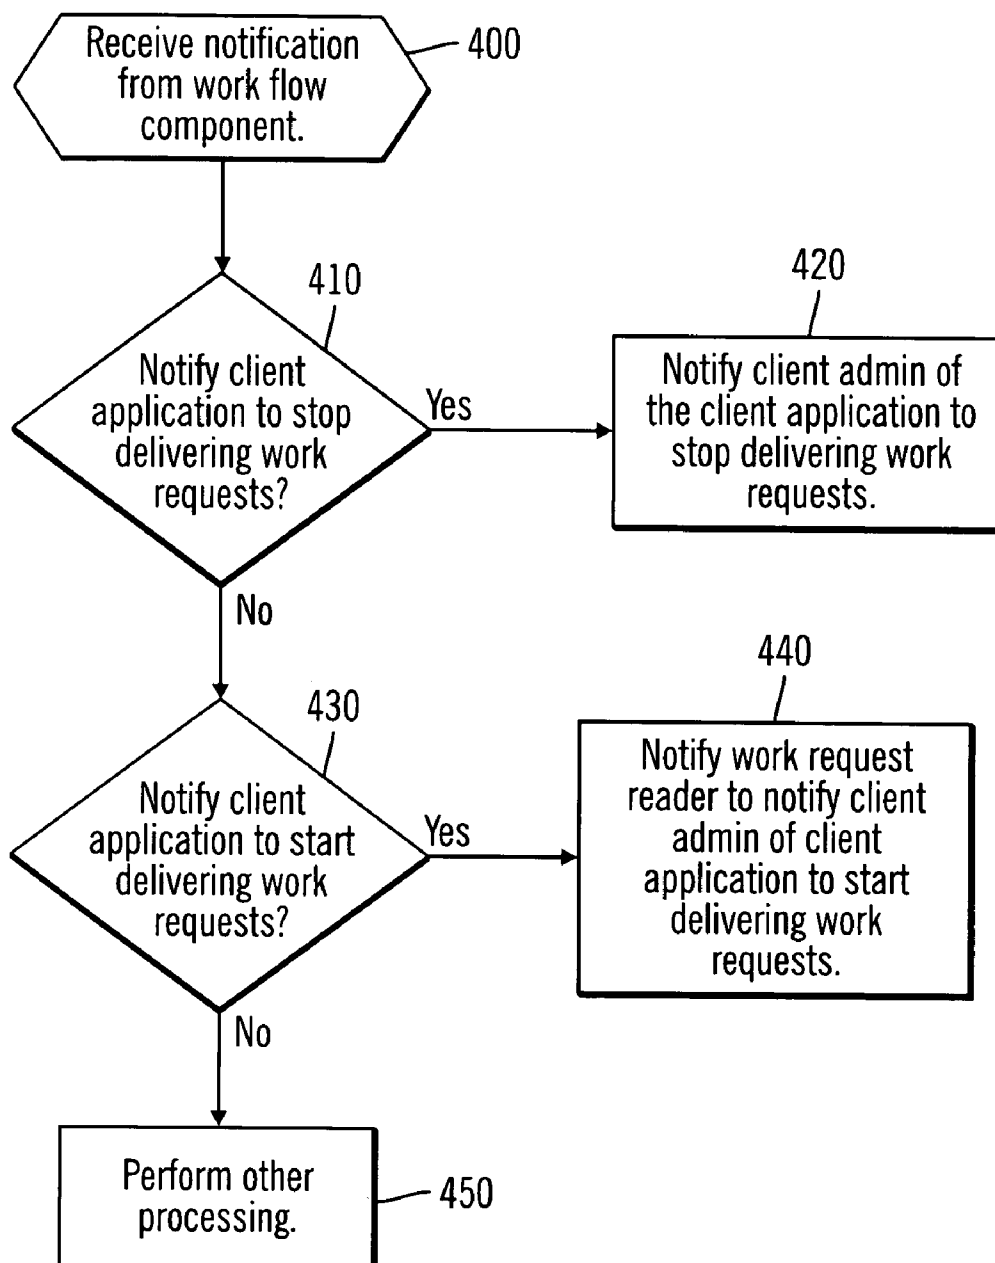 Receive notification
from work flow
component.
400
410
Notify client
application to stop
delivering work
requests?
Yes
420
Notify client admin of
the client application to
stop delivering work
requests.
No
430
Notify client
application to start
delivering work
requests?
Yes
440
Notify work request
reader to notify client
admin of client
application to start
delivering work
requests.
No
Perform other
processing.
450